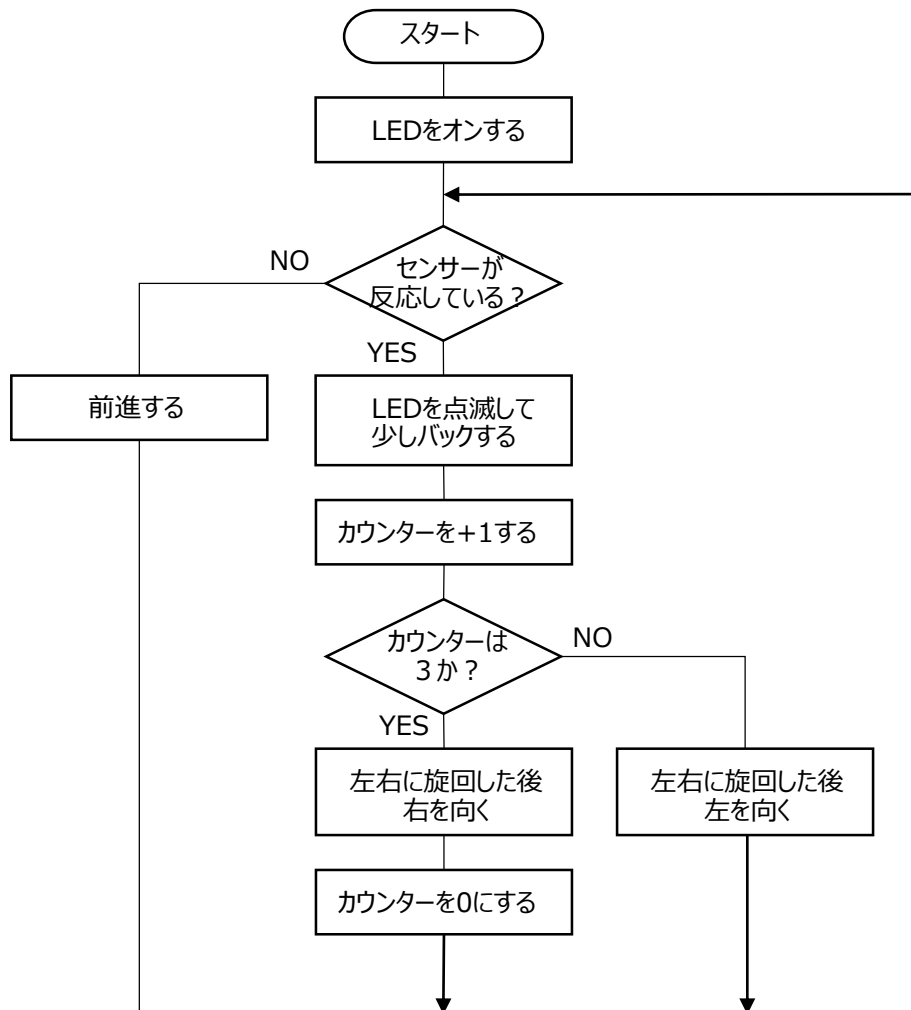 スタート
LEDをオンする
NO
センサーが
反応している？
YES
前進する
LEDを点滅して
少しバックする
カウンターを+1する
カウンターは
３か？
NO
YES
左右に旋回した後
右を向く
左右に旋回した後
左を向く
カウンターを0にする